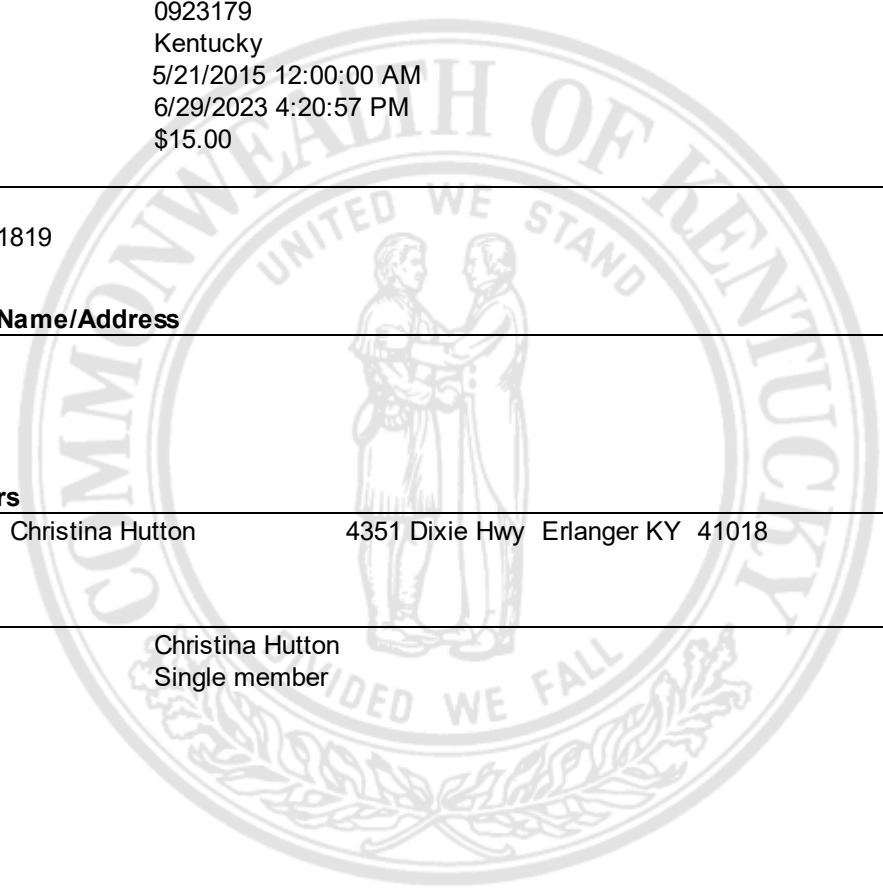 0923179
Kentucky
5/21/2015 12:00:00 AM
6/29/2023 4:20:57 PM
$15.00
1819
Name/Address
rs
Christina Hutton 4351 Dixie Hwy Erlanger KY 41018
Christina Hutton
Single member
COMMONWEALTH OF KENTUCKY
UNITED WE STAND
DIVIDED WE FALL